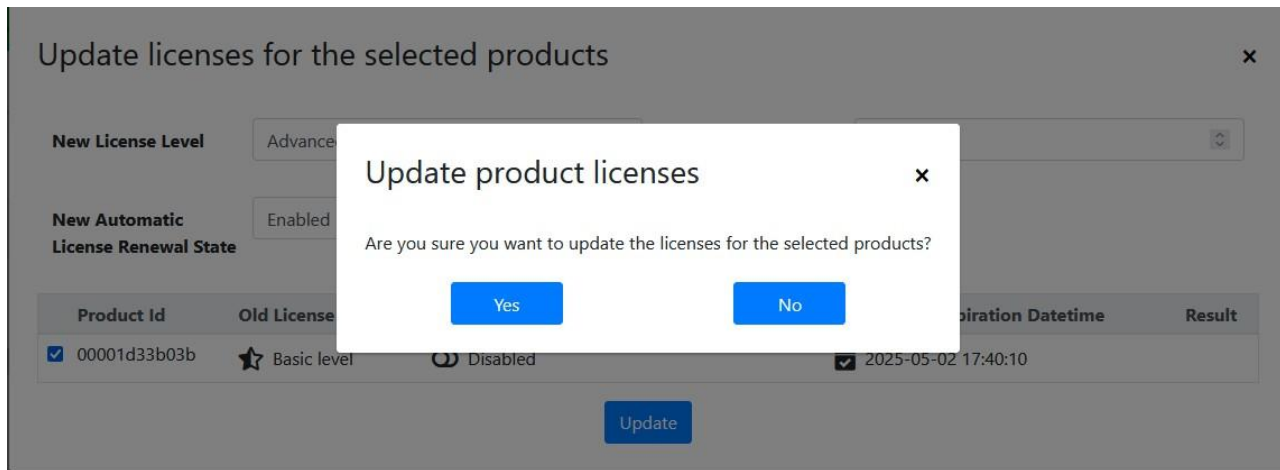 Update licenses for the selected products
New License Level
Update product licenses
New Automatic
License Renewal State
Enabled
Are you sure you want to update the licenses for the selected products?
Yes
No
Product Id
Old License
Datetime
Result
00001d33b03b
Basic level
Disabled
2025-05-02 17:40:10
Update